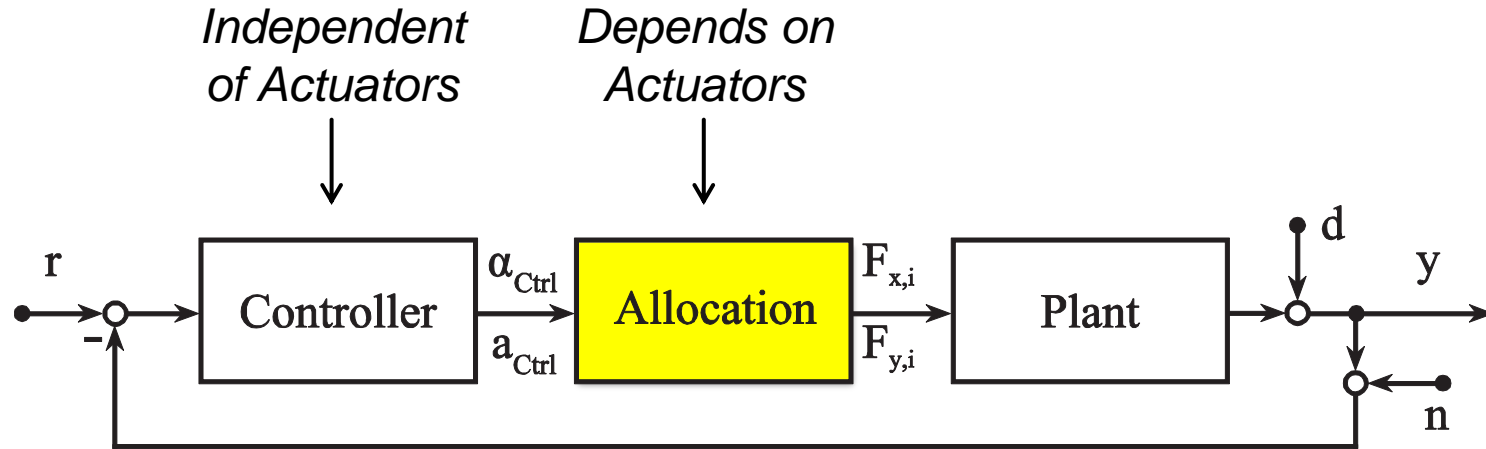 Independent
of Actuators
Depends on
Actuators
r
-
Controller
α_Ctrl
a_Ctrl
Allocation
F_x,i
F_y,i
Plant
d
y
n